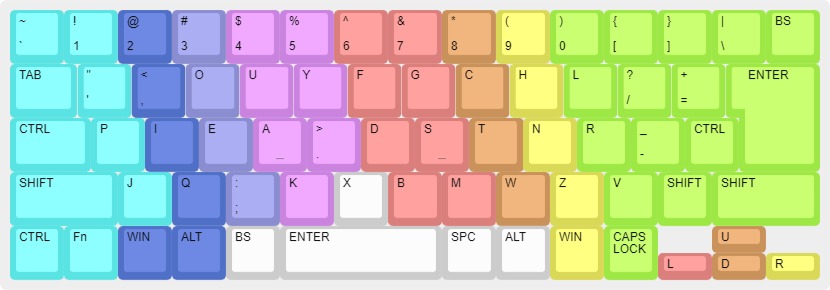 ~ ! @ # $ % ^ & * ( ) { } | BS
` 1 2 3 4 5 6 7 8 9 0 [ ] \
TAB " < O U Y F G C H L ? + ENTER
' , / =
CTRL P I E A > D S T N R _ CTRL
_ . _ -
SHIFT J Q : K X B M W Z V SHIFT SHIFT
;
CTRL Fn WIN ALT BS ENTER SPC ALT WIN CAPS U
LOCK
L D R